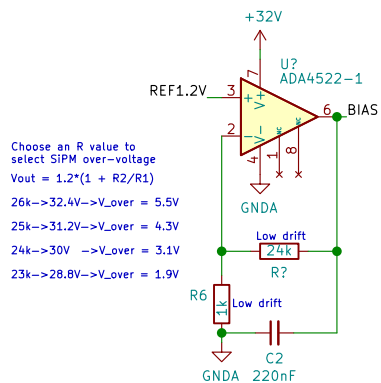 +32V
U?
ADA4522-1
7
V+
REF1.2V
3
+
6
BIAS
2
-
V-
NC
NC
4
1
8
GNDA
Choose an R value to
select SiPM over-voltage
Vout = 1.2*(1 + R2/R1)
26k->32.4V->V_over = 5.5V
25k->31.2V->V_over = 4.3V
24k->30V ->V_over = 3.1V
23k->28.8V->V_over = 1.9V
Low drift
24k
R?
R6
1k
Low drift
C2
GNDA
220nF